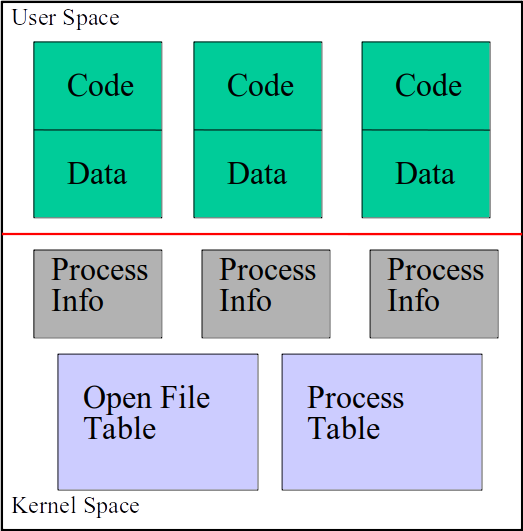 User Space
Code
Code
Code
Data
Data
Data
Process
Info
Process
Info
Process
Info
Open File
Table
Process
Table
Kernel Space